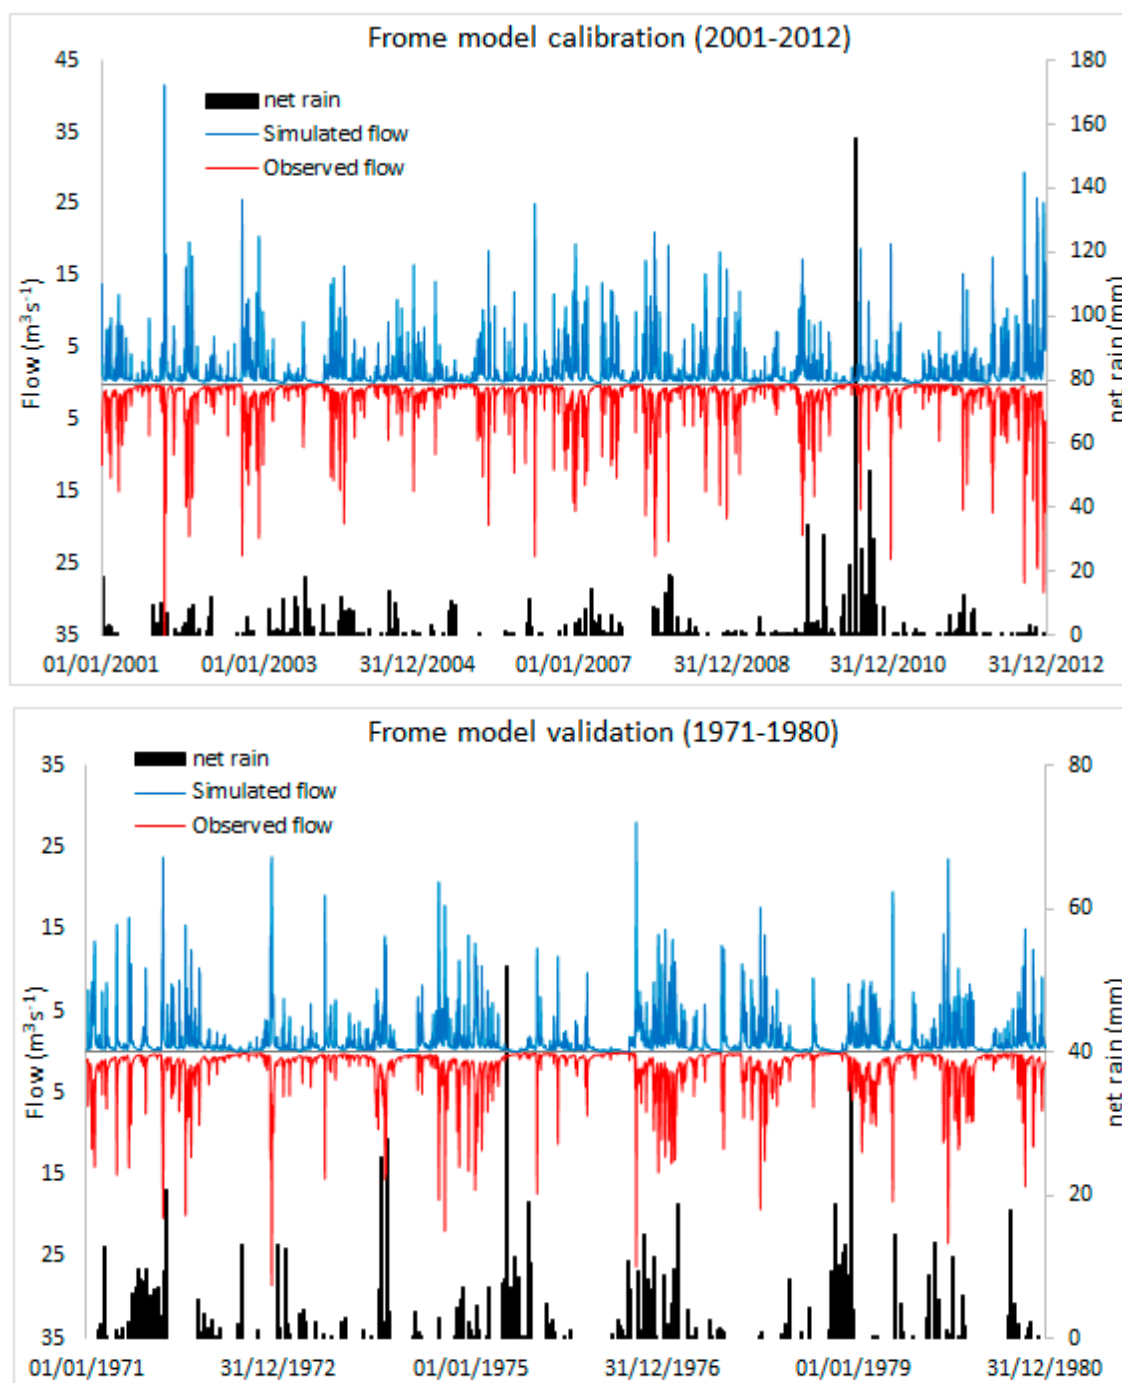 Frome model calibration (2001-2012)
45
35
25
15
5
5
15
25
35
Flow (m³s⁻¹)
net rain
Simulated flow
Observed flow
180
160
140
120
100
80
60
40
20
0
net rain (mm)
01/01/2001 01/01/2003 31/12/2004 01/01/2007 31/12/2008 31/12/2010 31/12/2012
Frome model validation (1971-1980)
35
25
15
5
5
15
25
35
Flow (m³s⁻¹)
net rain
Simulated flow
Observed flow
80
60
40
20
0
net rain (mm)
01/01/1971 31/12/1972 01/01/1975 31/12/1976 01/01/1979 31/12/1980